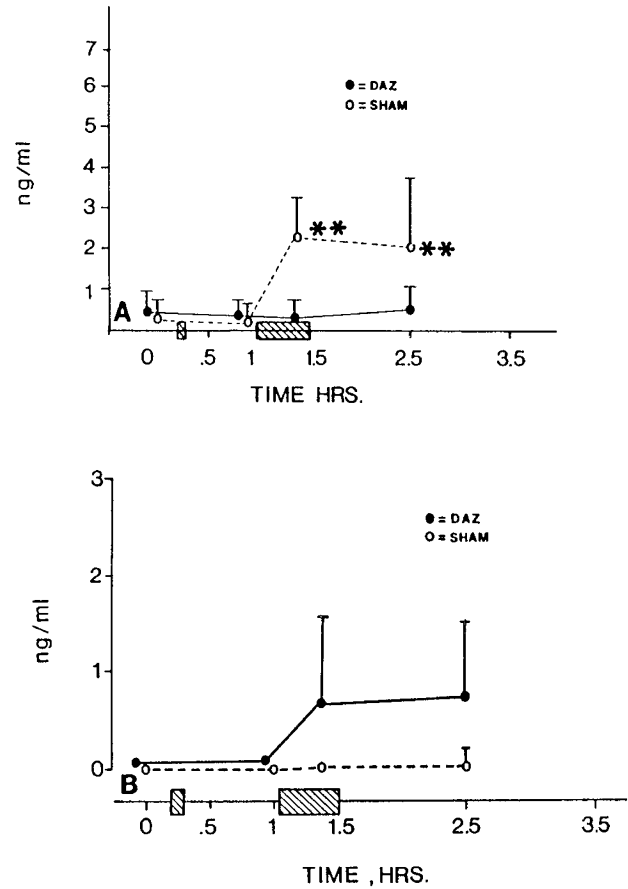 7
6
5
4
3
2
1
ng/ml
● = DAZ
○ = SHAM
**
**
A
0 .5 1 1.5 2.5 3.5
TIME HRS.
3
2
1
0
ng/ml
● = DAZ
○ = SHAM
B
0 .5 1 1.5 2.5 3.5
TIME , HRS.